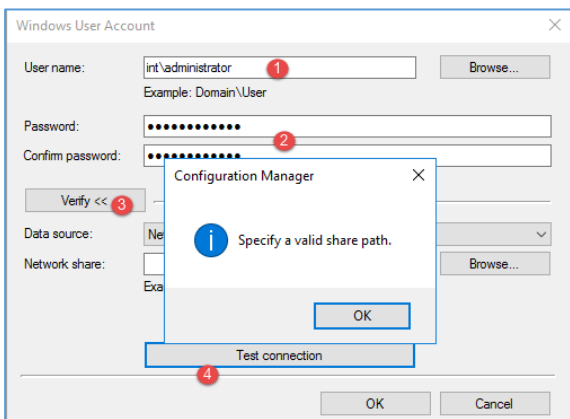 Windows User Account
User name: int\administrator 1 Browse...
Example: Domain\User
Password: ●●●●●●●●●●●●
2
Confirm password: ●●●●●●●●●●●●
Configuration Manager
Verify << 3
Specify a valid share path.
Data source:
Network share: Browse...
OK
Test connection
4
OK Cancel